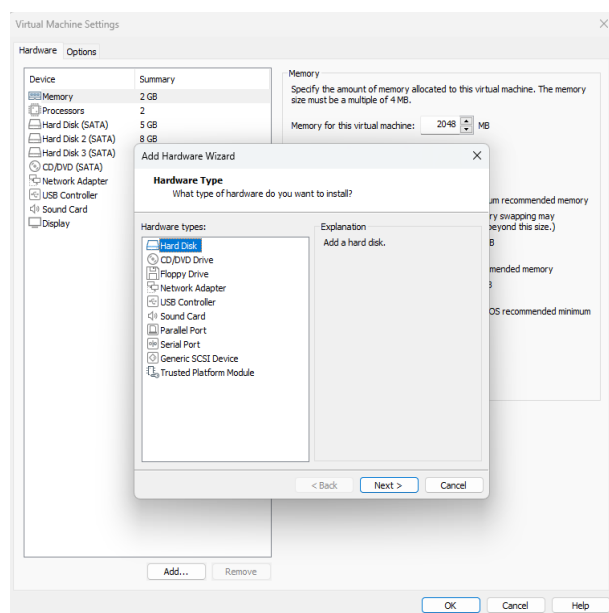 Virtual Machine Settings
Hardware Options
Device Summary
Memory 2 GB
Processors 2
Hard Disk (SATA) 5 GB
Hard Disk 2 (SATA) 8 GB
Hard Disk 3 (SATA)
CD/DVD (SATA)
Network Adapter
USB Controller
Sound Card
Display
Add... Remove
Memory
Specify the amount of memory allocated to this virtual machine. The memory
size must be a multiple of 4 MB.
Memory for this virtual machine: 2048 MB
um recommended memory
ry swapping may
beyond this size.)
B
mended memory
OS recommended minimum
Add Hardware Wizard
Hardware Type
What type of hardware do you want to install?
Hardware types:
Hard Disk
CD/DVD Drive
Floppy Drive
Network Adapter
USB Controller
Sound Card
Parallel Port
Serial Port
Generic SCSI Device
Trusted Platform Module
Explanation
Add a hard disk.
< Back Next > Cancel
OK Cancel Help